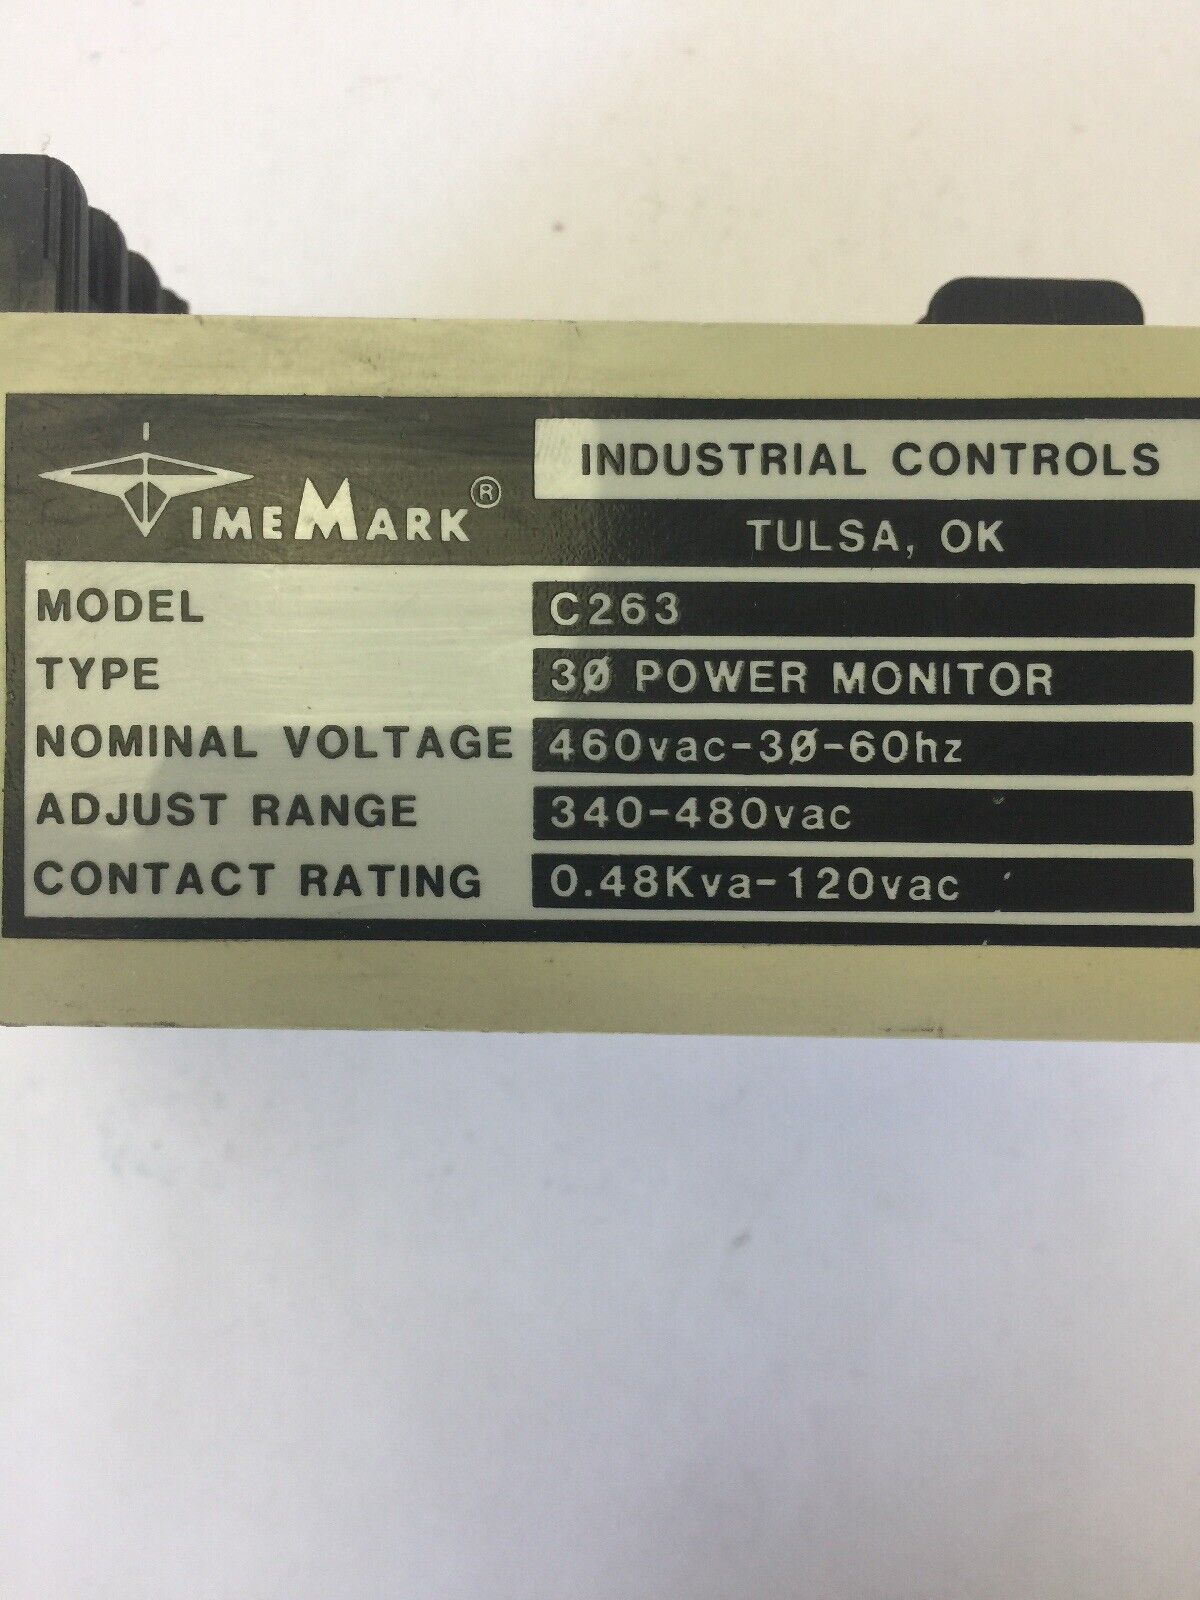 TIMEMARK®
INDUSTRIAL CONTROLS
TULSA, OK
MODEL C263
TYPE 3Ø POWER MONITOR
NOMINAL VOLTAGE 460vac-3Ø-60hz
ADJUST RANGE 340-480vac
CONTACT RATING 0.48Kva-120vac